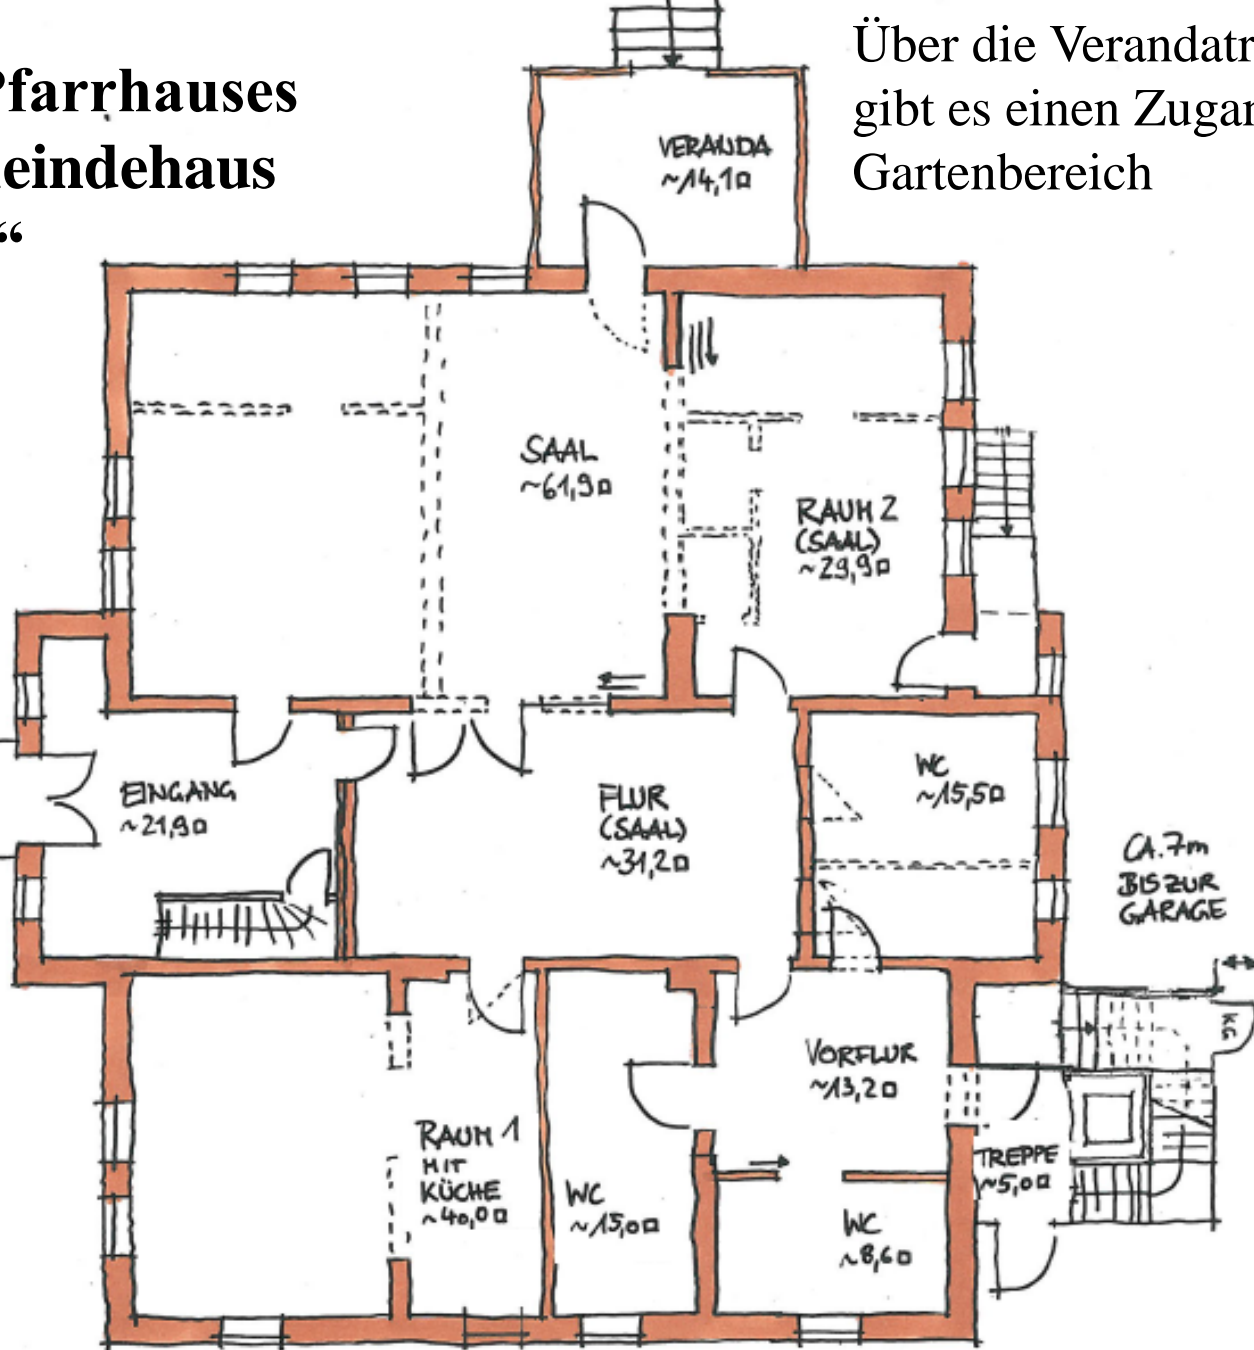 Pfarrhauses
eindehaus
“
Über die Verandatr
gibt es einen Zugan
Gartenbereich
VERANDA
~14,1□
SAAL
~61,9□
RAUM 2
(SAAL)
~29,9□
WC
~15,5□
EINGANG
~21,9□
FLUR
(SAAL)
~31,2□
CA. 7m
BIS ZUR
GARAGE
KG
VORFLUR
~13,2□
RAUM 1
MIT
KÜCHE
~40,0□
WC
~15,0□
TREPPE
~5,0□
WC
~8,6□